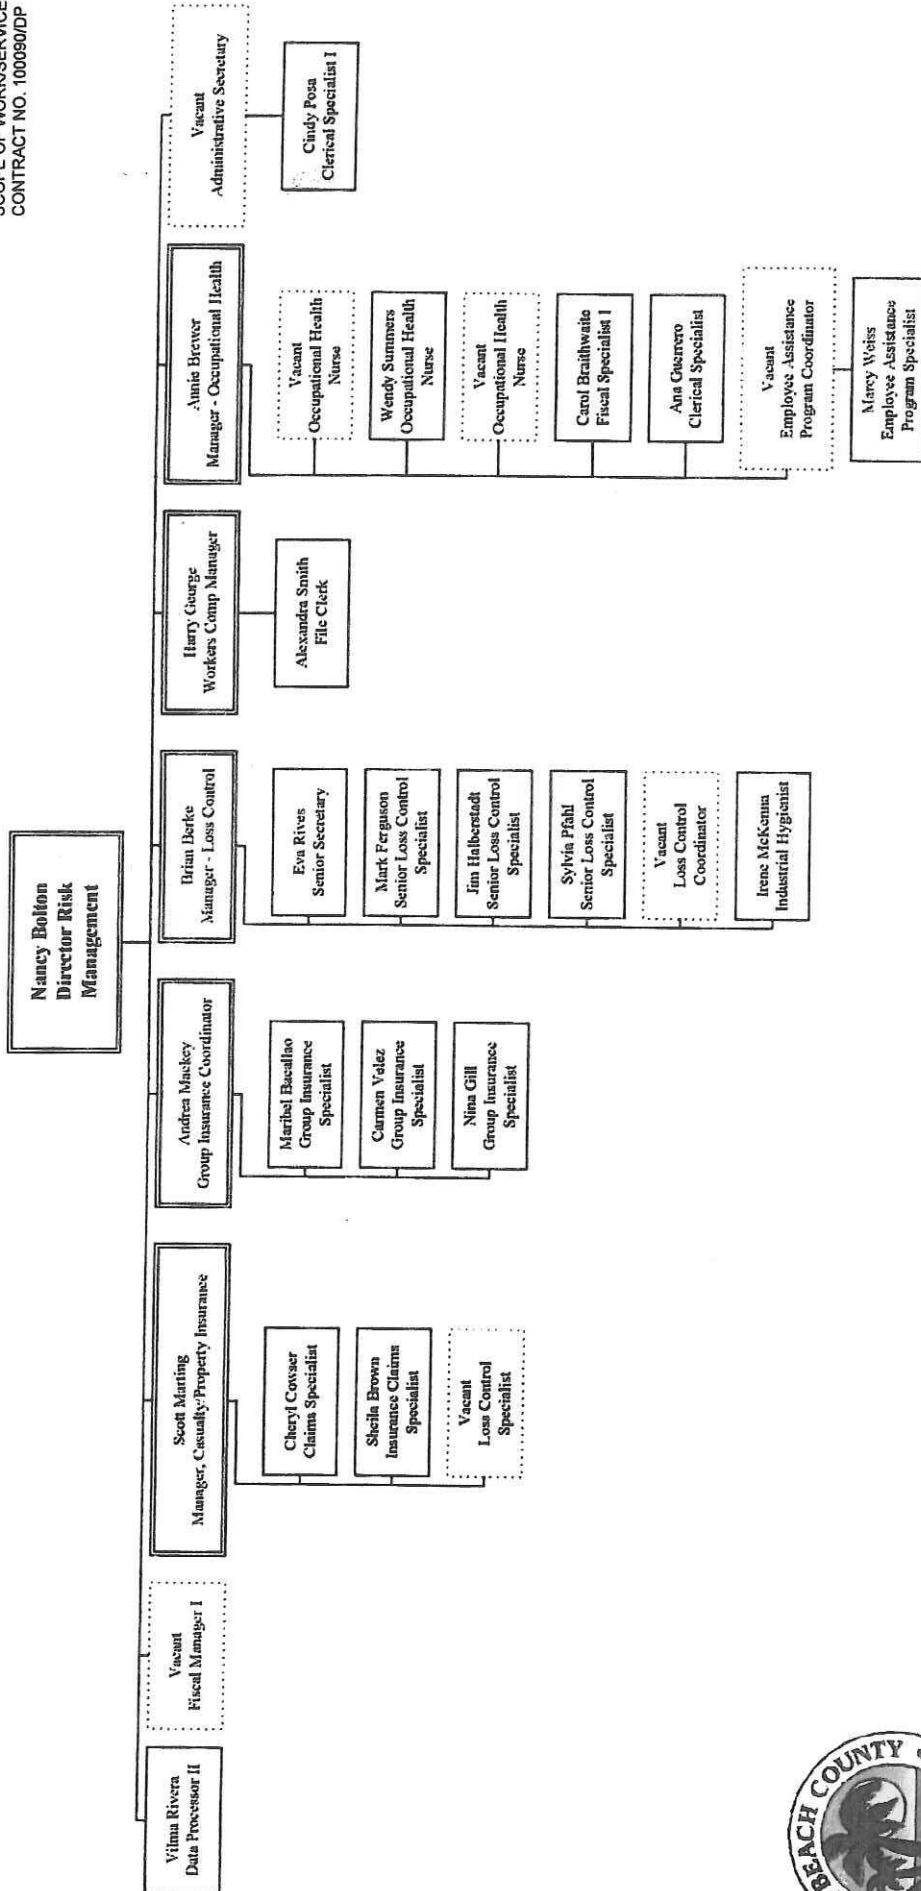 SCOPE OF WORK/SERVICE
CONTRACT NO. 100090/DP
Nancy Bolton
Director Risk
Management
Vilma Rivera
Data Processor II
Vacant
Fiscal Manager I
Scott Marting
Manager, Casualty/Property Insurance
Cheryl Cowser
Claims Specialist
Sheila Brown
Insurance Claims
Specialist
Vacant
Loss Control
Specialist
Andrea Mackey
Group Insurance Coordinator
Maribel Bacallao
Group Insurance
Specialist
Carmen Velez
Group Insurance
Specialist
Nina Gill
Group Insurance
Specialist
Brian Berke
Manager - Loss Control
Eva Rives
Senior Secretary
Mark Ferguson
Senior Loss Control
Specialist
Jim Halberstadt
Senior Loss Control
Specialist
Sylvia Pfahl
Senior Loss Control
Specialist
Vacant
Loss Control
Coordinator
Irene McKenna
Industrial Hygienist
Harry George
Workers Comp Manager
Alexandra Smith
File Clerk
Annie Brewer
Manager - Occupational Health
Vacant
Occupational Health
Nurse
Wendy Summers
Occupational Health
Nurse
Vacant
Occupational Health
Nurse
Carol Braithwaite
Fiscal Specialist I
Ana Guerrero
Clerical Specialist
Vacant
Employee Assistance
Program Coordinator
Marcy Weiss
Employee Assistance
Program Specialist
Vacant
Administrative Secretary
Cindy Posa
Clerical Specialist I
BEACH COUNTY